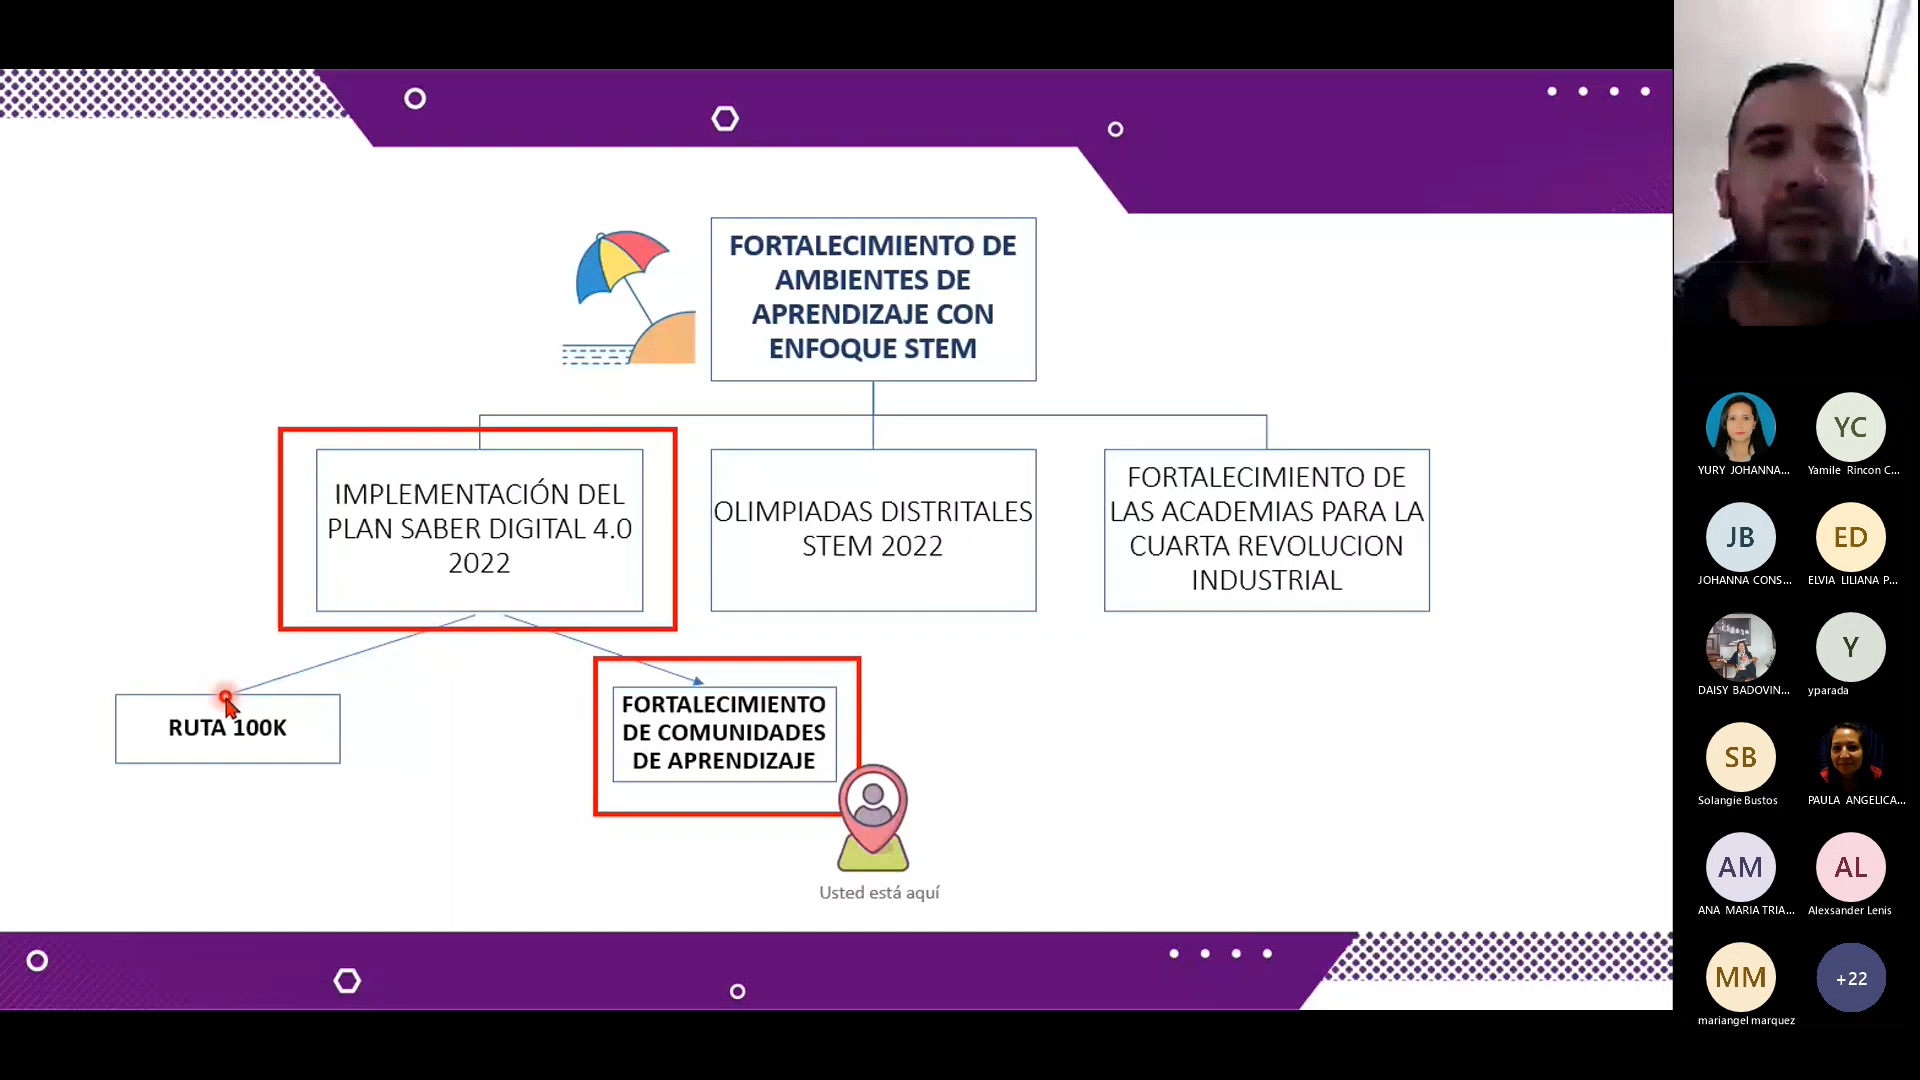 FORTALECIMIENTO DE
AMBIENTES DE
APRENDIZAJE CON
ENFOQUE STEM
IMPLEMENTACIÓN DEL
PLAN SABER DIGITAL 4.0
2022
OLIMPIADAS DISTRITALES
STEM 2022
FORTALECIMIENTO DE
LAS ACADEMIAS PARA LA
CUARTA REVOLUCION
INDUSTRIAL
RUTA 100K
FORTALECIMIENTO
DE COMUNIDADES
DE APRENDIZAJE
Usted está aquí
YURY JOHANNA...
YC
Yamile Rincon C...
JB
JOHANNA CONS...
ED
ELVIA LILIANA P...
DAISY BADOVIN...
Y
yparada
SB
Solangie Bustos
PAULA ANGELICA...
AM
ANA MARIA TRIA...
AL
Alexsander Lenis
MM
mariangel marquez
+22